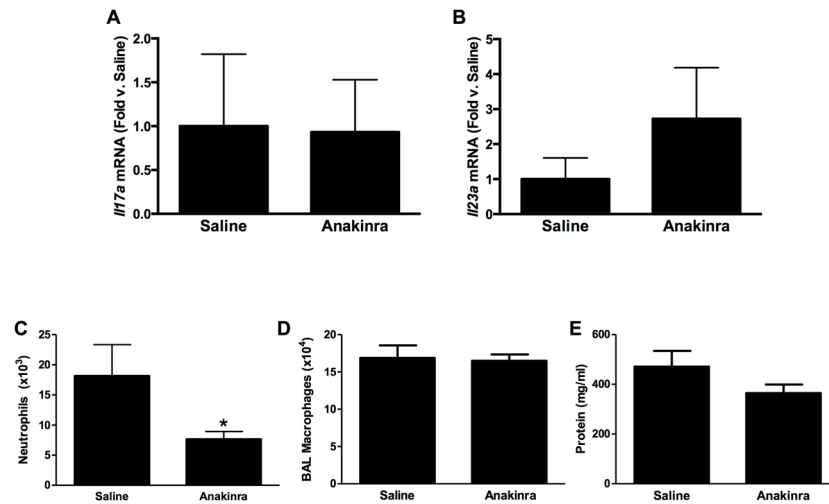 A
Il17a mRNA (Fold v. Saline)
2.0
1.5
1.0
0.5
0.0
Saline Anakinra
B
Il23a mRNA (Fold v. Saline)
5
4
3
2
1
0
Saline Anakinra
C
Neutrophils (x10³)
25
20
15
10
5
0
*
Saline Anakinra
D
BAL Macrophages (x10⁴)
20
15
10
5
0
Saline Anakinra
E
Protein (mg/ml)
600
400
200
0
Saline Anakinra